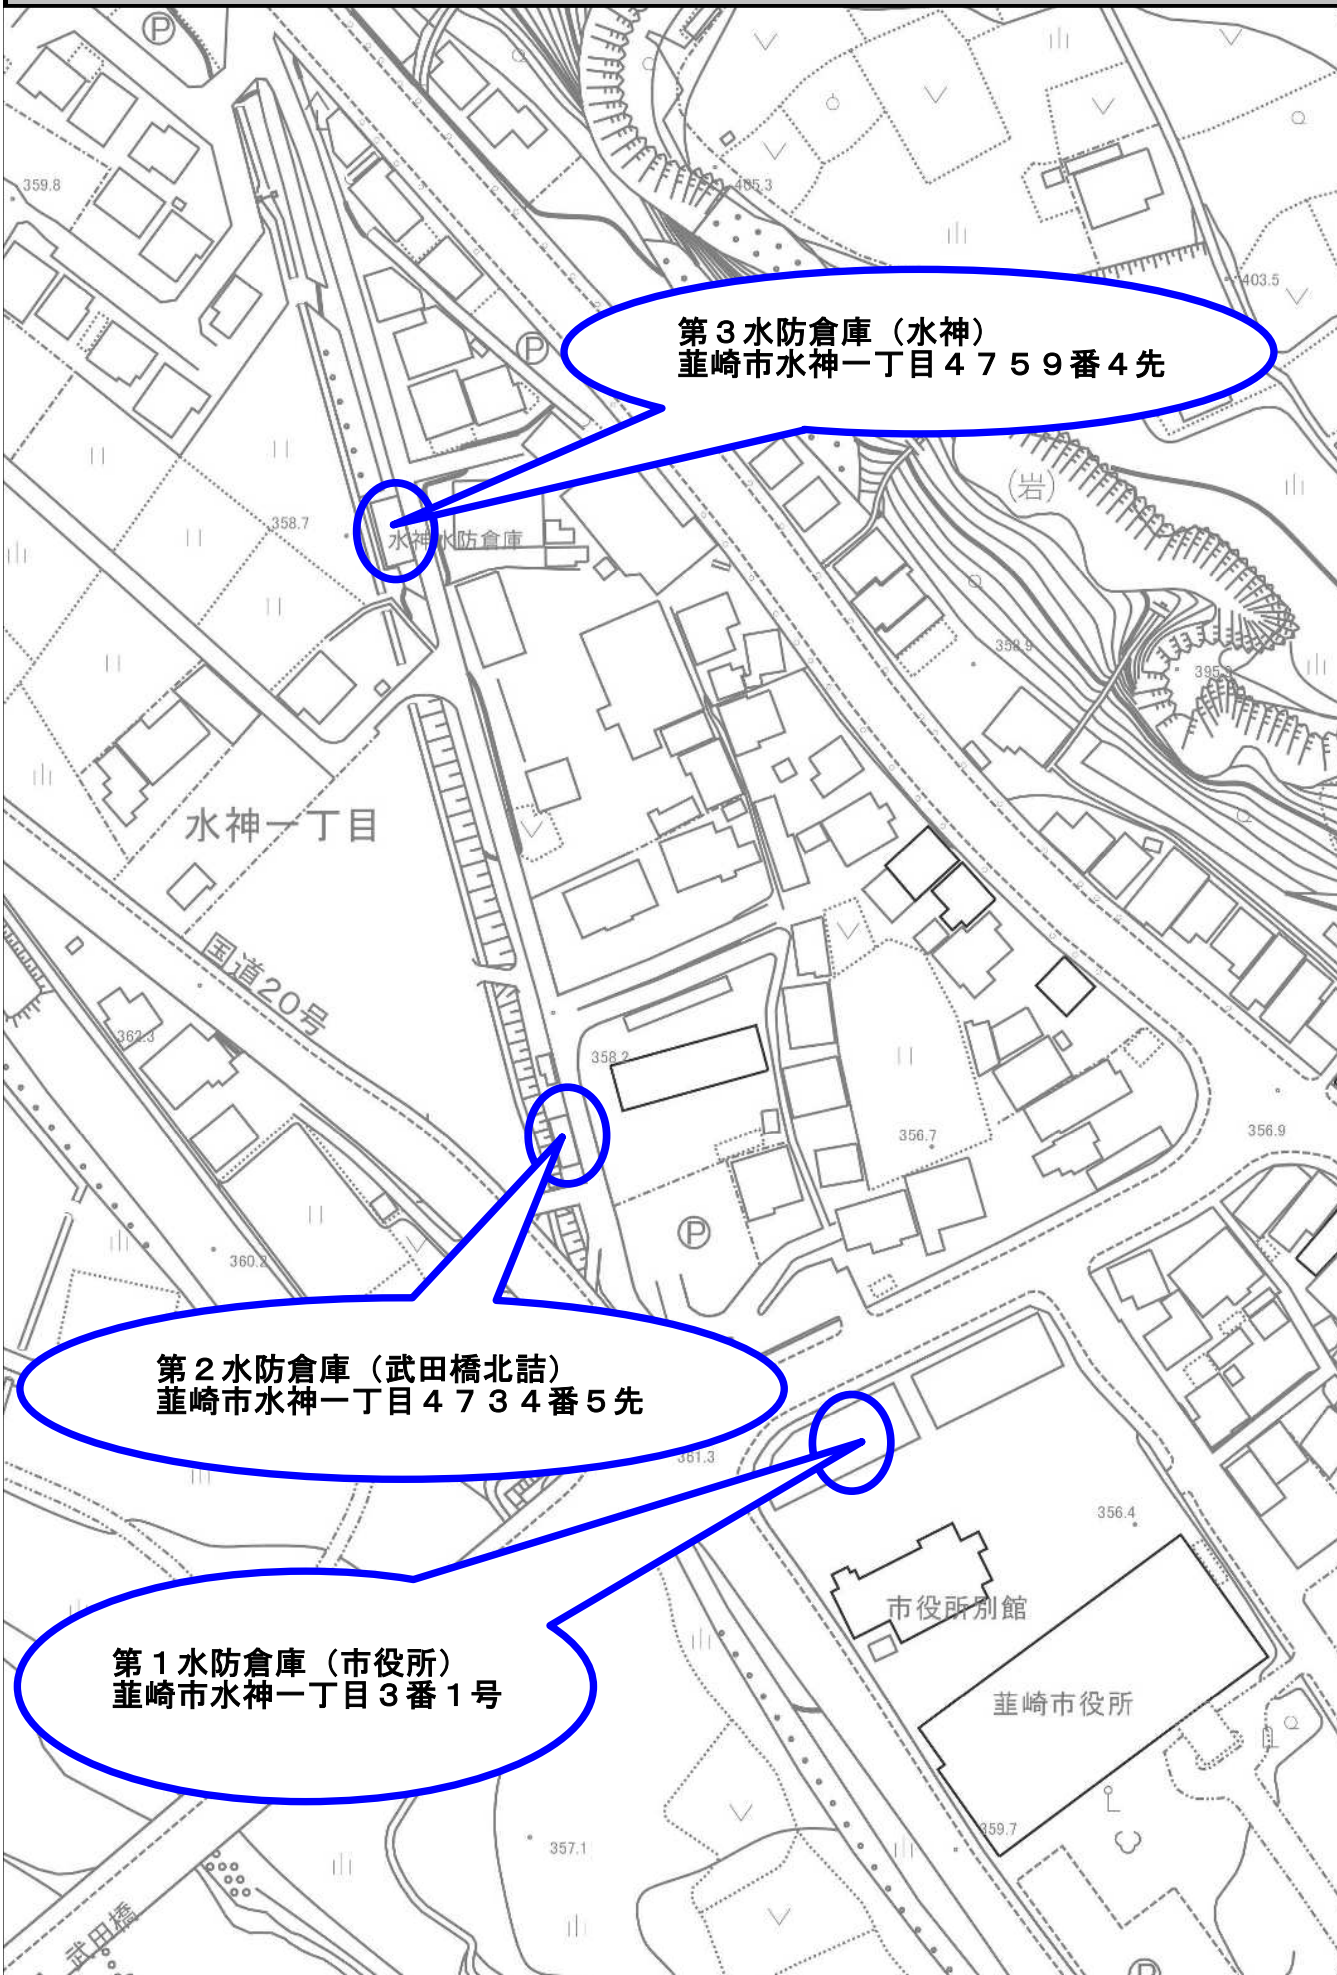 Ⓟ
359.8
405.3
403.5
第３水防倉庫（水神）
韮崎市水神一丁目４７５９番４先
Ⓟ
(岩)
358.7
水神水防倉庫
358.9
395.9
水神一丁目
国道20号
362.3
358.2
356.7
356.9
Ⓟ
360.2
第２水防倉庫（武田橋北詰）
韮崎市水神一丁目４７３４番５先
361.3
356.4
市役所別館
第１水防倉庫（市役所）
韮崎市水神一丁目３番１号
韮崎市役所
359.7
357.1
武田橋
Ⓟ